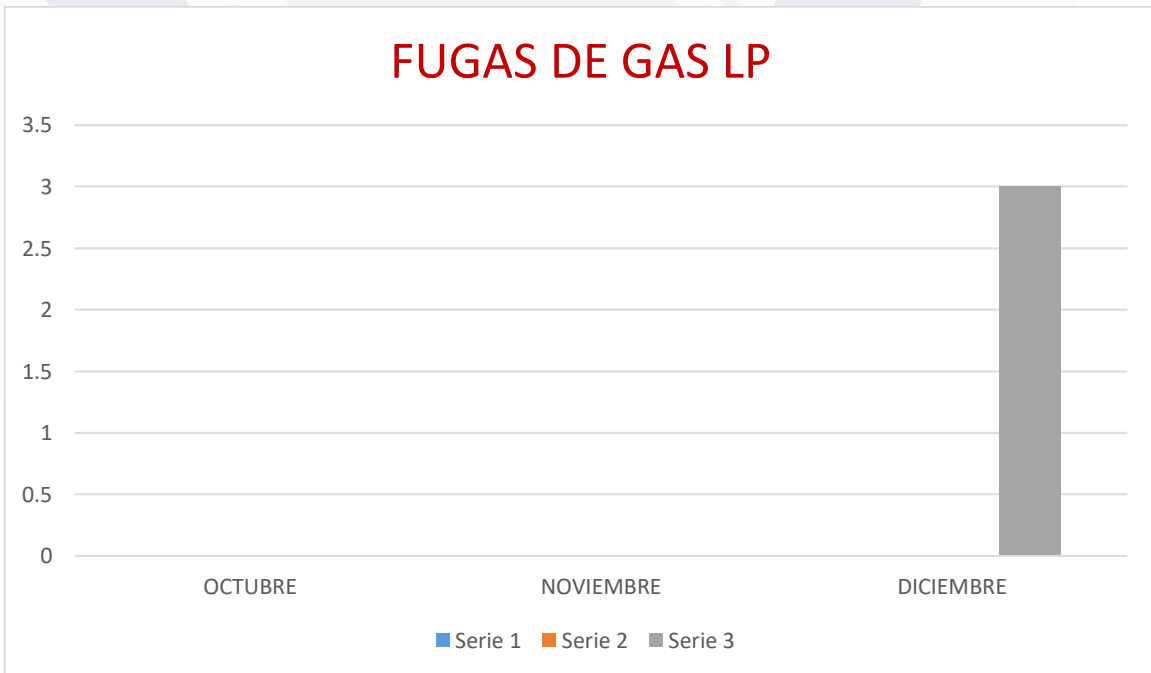 FUGAS DE GAS LP
3.5
3
2.5
2
1.5
1
0.5
0
OCTUBRE NOVIEMBRE DICIEMBRE
Serie 1 Serie 2 Serie 3